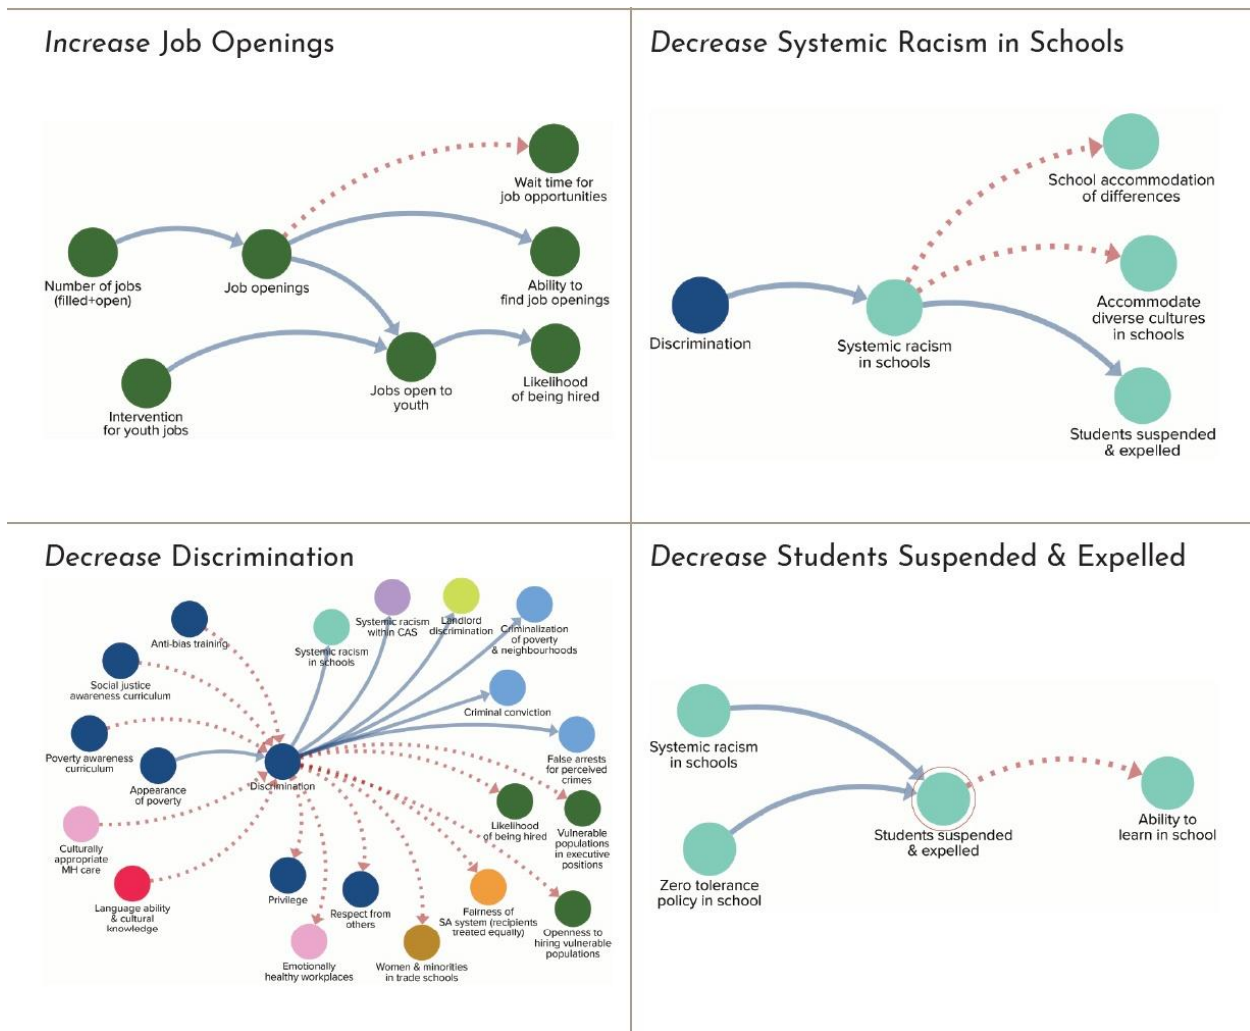 Increase Job Openings
Wait time for
job opportunities
Number of jobs
(filled+open)
Job openings
Ability to
find job openings
Intervention
for youth jobs
Jobs open to
youth
Likelihood
of being hired
Decrease Systemic Racism in Schools
School accommodation
of differences
Discrimination
Systemic racism
in schools
Accommodate
diverse cultures
in schools
Students suspended
& expelled
Decrease Discrimination
Anti-bias training
Systemic racism
in schools
Systemic racism
within CAS
Landlord
discrimination
Criminalization
of poverty
& neighbourhoods
Social justice
awareness curriculum
Criminal conviction
Poverty awareness
curriculum
Appearance
of poverty
Discrimination
False arrests
for perceived
crimes
Culturally
appropriate
MH care
Likelihood
of being hired
Vulnerable
populations
in executive
positions
Language ability
& cultural
knowledge
Privilege
Respect from
others
Fairness of
SA system (recipients
treated equally)
Openness to
hiring vulnerable
populations
Emotionally
healthy workplaces
Women & minorities
in trade schools
Decrease Students Suspended & Expelled
Systemic racism
in schools
Students suspended
& expelled
Ability to
learn in school
Zero tolerance
policy in school